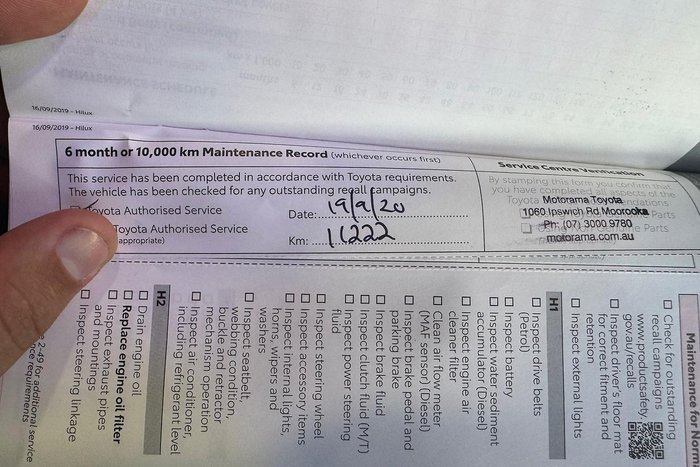 16/09/2019 – Hilux
16/09/2019 – Hilux
MAINTENANCE SCHEDULE
months
6 month or 10,000 km Maintenance Record (whichever occurs first)
This service has been completed in accordance with Toyota requirements.
The vehicle has been checked for any outstanding recall campaigns.
Toyota Authorised Service
Toyota Authorised Service
appropriate)
Date: 19/9/20
Km: 11222
Service Centre Verification
By stamping this form you confirm that
you have completed all aspects of the
Toyota
Motorama Toyota
1060 Ipswich Rd Moorooka
Ph: (07) 3000 9780
motorama.com.au
Parts
Parts
Maintenance for Norm
Check for outstanding
recall campaigns
www.productsafety.
gov.au/recalls
Inspect driver's floor mat
for correct fitment and
retention
Inspect external lights
H1
Inspect drive belts
(Petrol)
Inspect battery
Inspect water sediment
accumulator (Diesel)
Inspect engine air
cleaner filter
Clean air flow meter
(MAF sensor) (Diesel)
Inspect brake pedal and
parking brake
Inspect brake fluid
Inspect clutch fluid (M/T)
Inspect power steering
fluid
Inspect steering wheel
Inspect accessory items
Inspect internal lights,
horns, wipers and
washers
Inspect seatbelt,
webbing condition,
buckle and retractor
mechanism operation
Inspect air conditioner,
including refrigerant level
H2
Drain engine oil
Replace engine oil filter
Inspect exhaust pipes
and mountings
Inspect steering linkage
2-49 for additional service
requirements